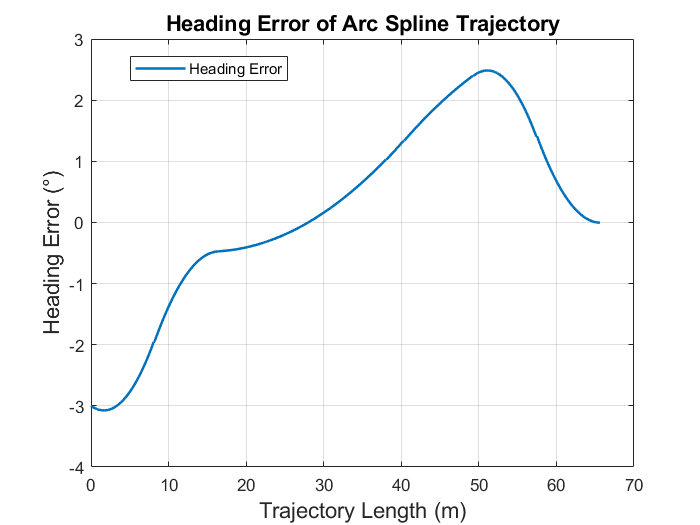 Heading Error of Arc Spline Trajectory
Heading Error
Heading Error (°)
3
2
1
0
-1
-2
-3
-4
0 10 20 30 40 50 60 70
Trajectory Length (m)